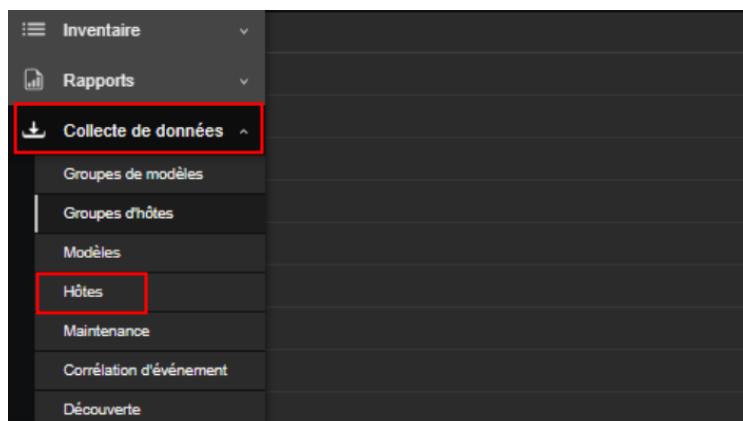 Inventaire
Rapports
Collecte de données
Groupes de modèles
Groupes d'hôtes
Modèles
Hôtes
Maintenance
Corrélation d'événement
Découverte